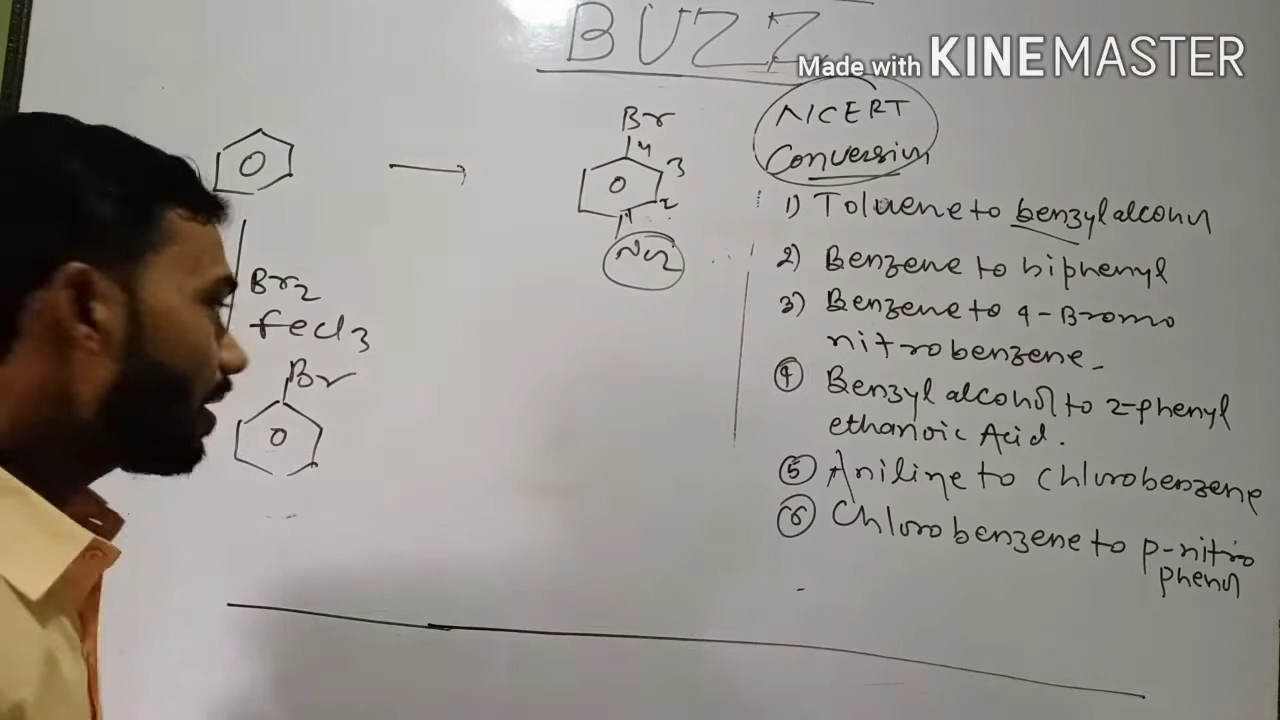 BUZZ
Made with KINEMASTER
NCERT
Conversion
Br
4
3
2
1
NO2
Br2
fecl3
Br
1) Toluene to benzyl alcohol
2) Benzene to biphenyl
3) Benzene to 4-Bromo
nitrobenzene
④ Benzyl alcohol to 2-phenyl
ethanoic Acid.
⑤ Aniline to Chlorobenzene
⑥ Chlorobenzene to p-nitro
phenol